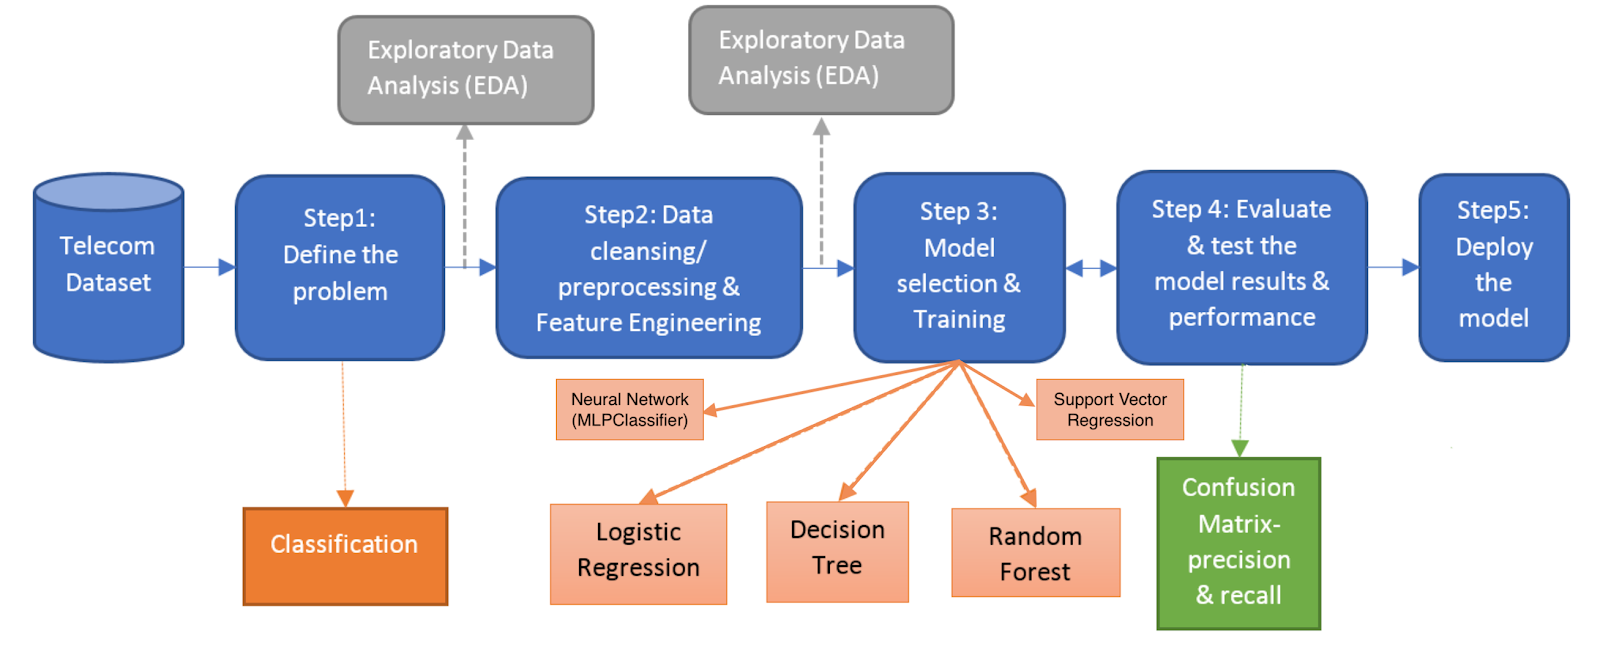 Exploratory Data
Analysis (EDA)
Exploratory Data
Analysis (EDA)
Telecom
Dataset
Step1:
Define the
problem
Step2: Data
cleansing/
preprocessing &
Feature Engineering
Step 3:
Model
selection &
Training
Step 4: Evaluate
& test the
model results &
performance
Step5:
Deploy
the
model
Neural Network
(MLPClassifier)
Support Vector
Regression
Classification
Logistic
Regression
Decision
Tree
Random
Forest
Confusion
Matrix-
precision
& recall